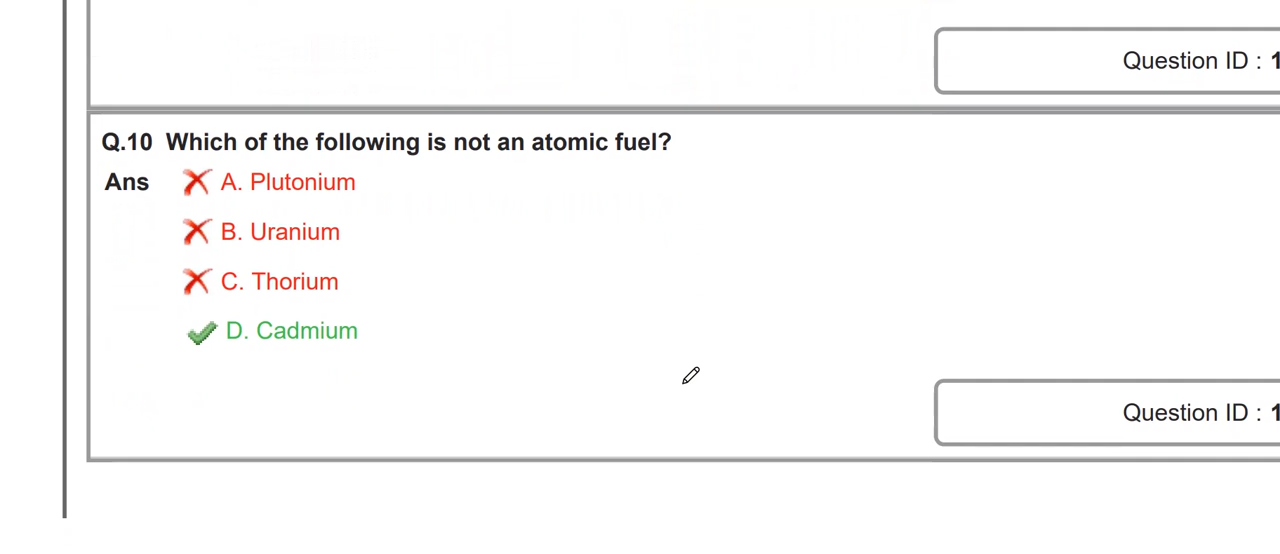 Question ID : 1
Q.10 Which of the following is not an atomic fuel?
Ans A. Plutonium
B. Uranium
C. Thorium
D. Cadmium
Question ID : 1